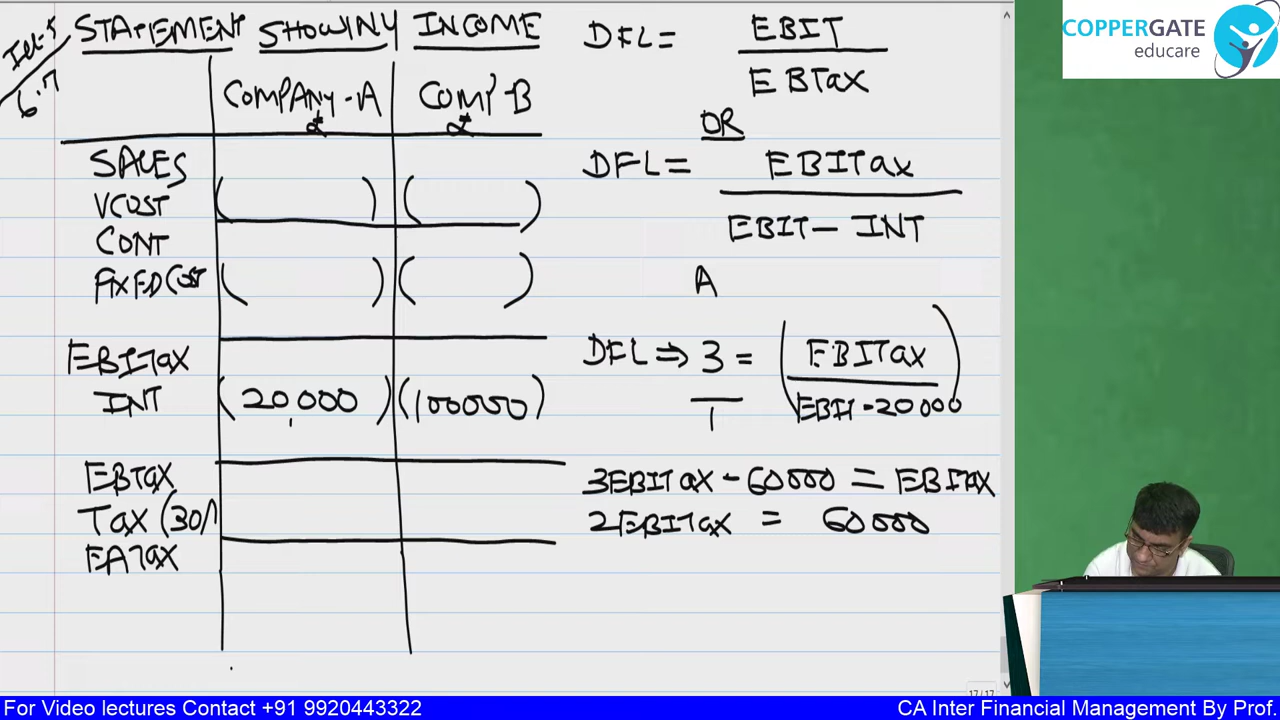 Ill-5
6.7
STATEMENT SHOWING INCOME
COMPANY-A COMP' B
₹ ₹
SALES
VCOST ( ) ( )
CONT
FIXED COST ( ) ( )
EBITax
INT (20,000) (100000)
EBTax
Tax (30%
EATax
DFL = EBIT
EBTax
OR
DFL = EBITax
EBIT - INT
A
DFL ⇒ 3 = (EBITax
1 EBIT - 20000)
3EBITax - 60000 = EBITax
2EBITax = 60000
COPPERGATE
educare
17/17
For Video lectures Contact +91 9920443322
CA Inter Financial Management By Prof.